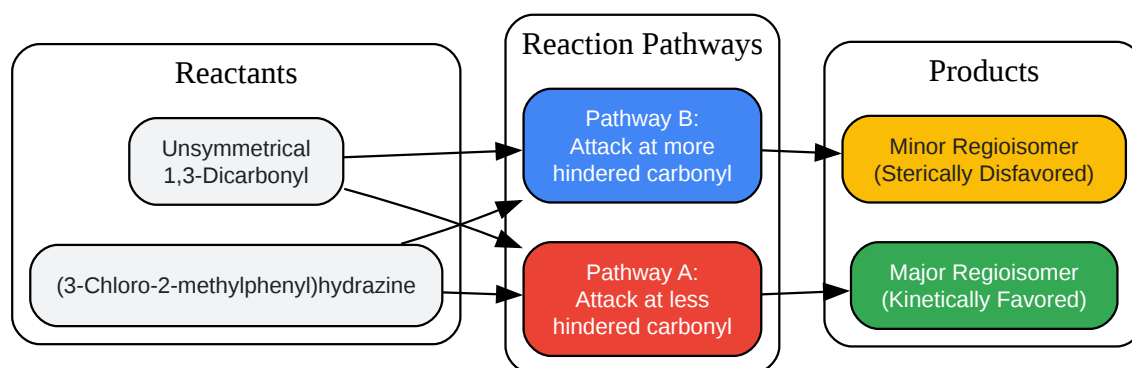 Reactants
Unsymmetrical
1,3-Dicarbonyl
(3-Chloro-2-methylphenyl)hydrazine
Reaction Pathways
Pathway B:
Attack at more
hindered carbonyl
Pathway A:
Attack at less
hindered carbonyl
Products
Minor Regioisomer
(Sterically Disfavored)
Major Regioisomer
(Kinetically Favored)